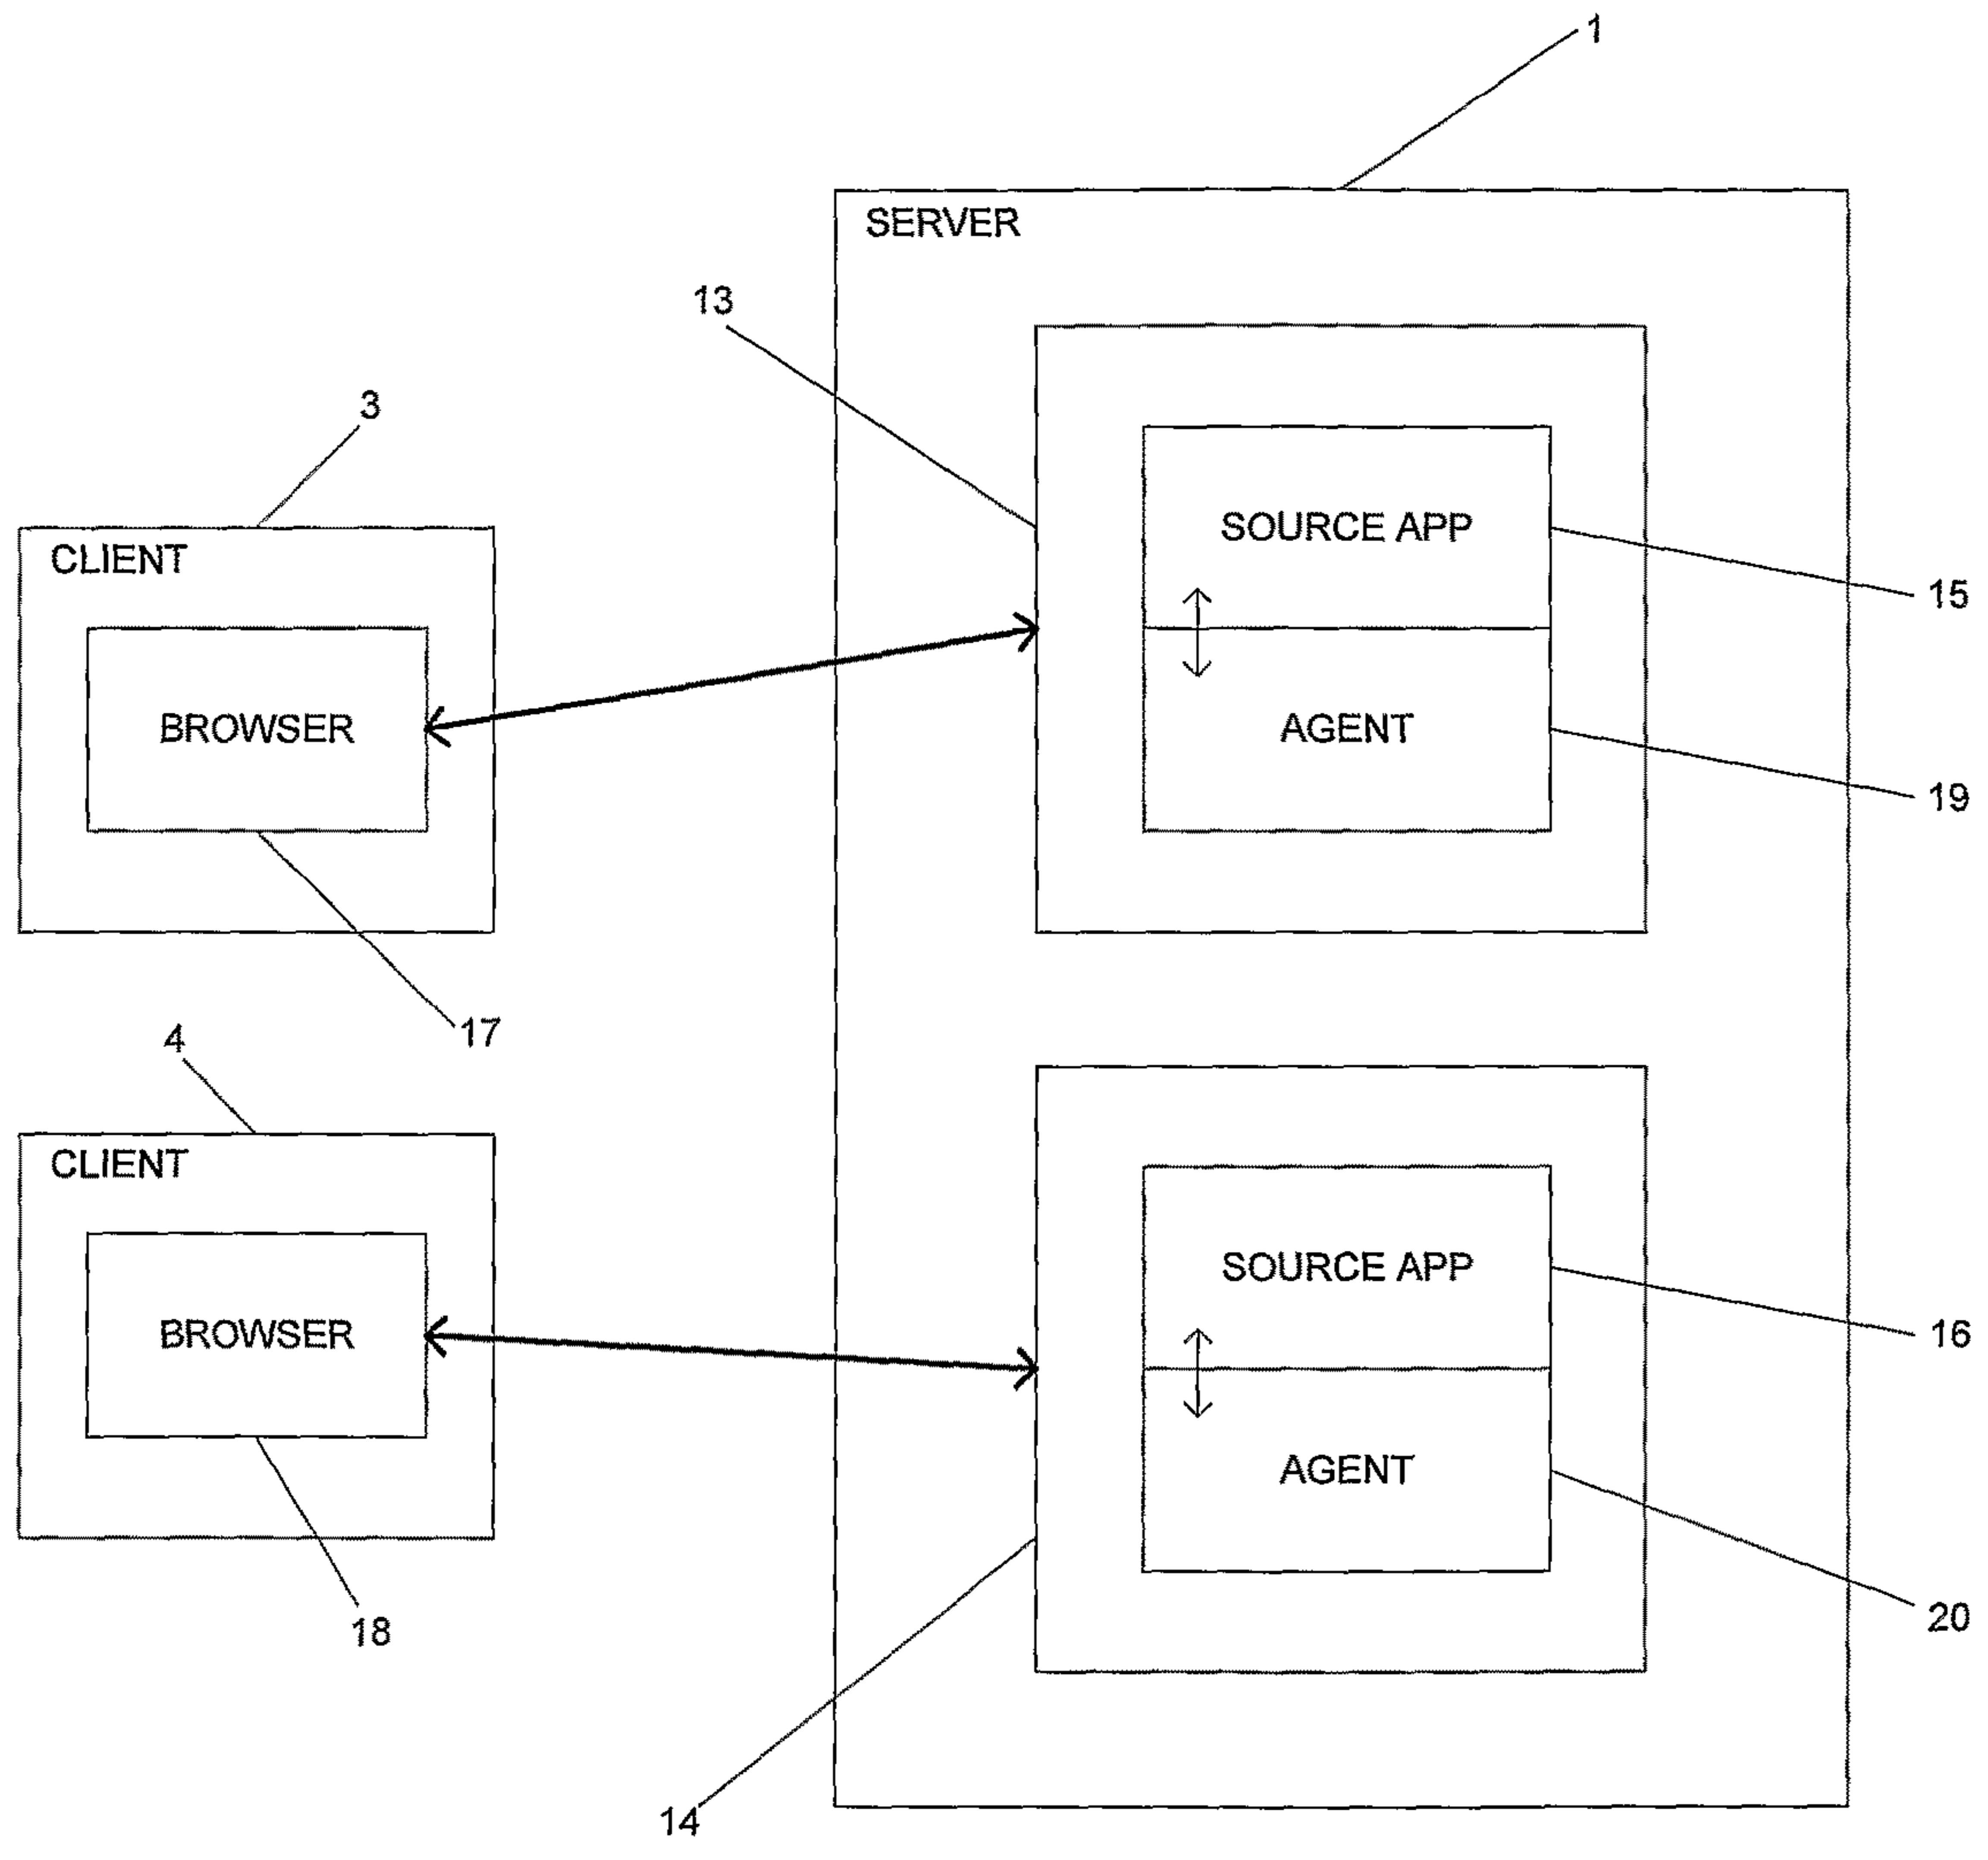 1
SERVER
13
3
SOURCE APP
CLIENT
15
BROWSER
AGENT
19
17
4
CLIENT
SOURCE APP
BROWSER
16
AGENT
20
18
14